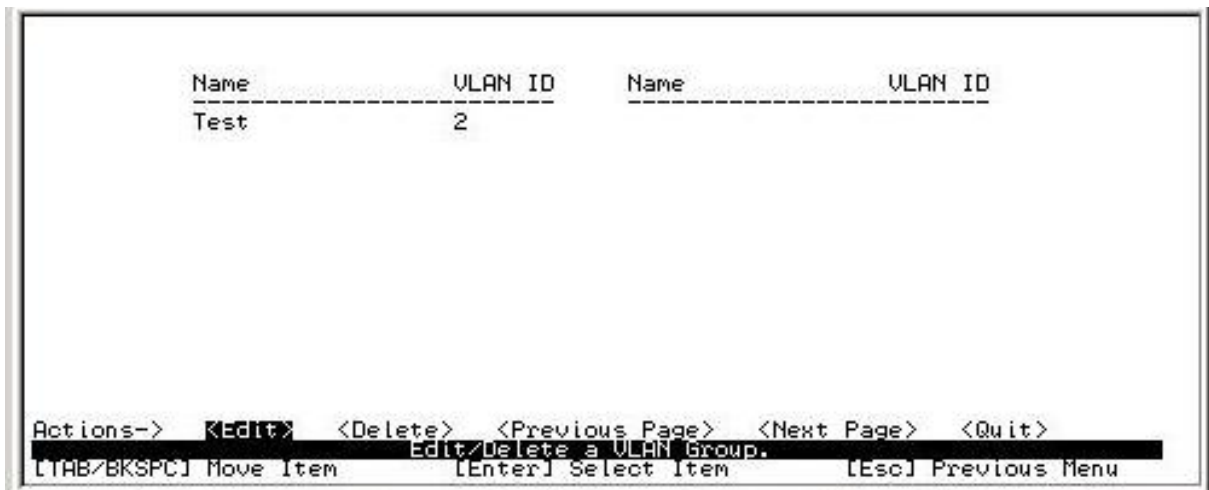 Name VLAN ID Name VLAN ID
Test 2
Actions-> <Edit> <Delete> <Previous Page> <Next Page> <Quit>
Edit/Delete a VLAN Group.
[TAB/BKSPC] Move Item [Enter] Select Item [Esc] Previous Menu